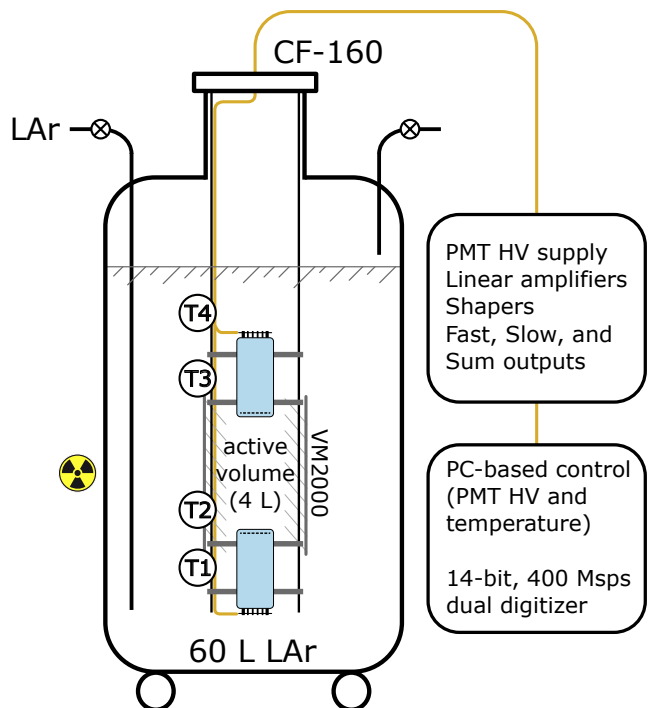 CF-160
LAr
PMT HV supply
Linear amplifiers
Shapers
Fast, Slow, and
Sum outputs
T4
T3
active
volume
(4 L)
VM2000
T2
T1
PC-based control
(PMT HV and
temperature)
14-bit, 400 Msps
dual digitizer
60 L LAr